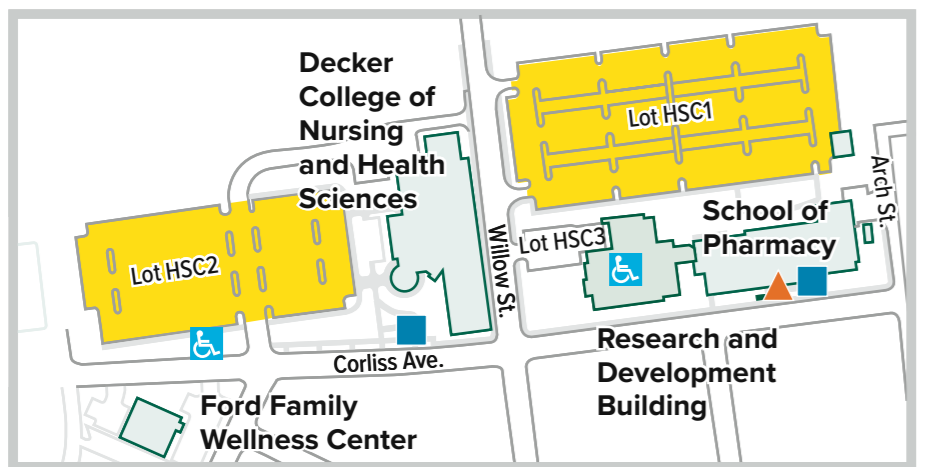 Decker
College of
Nursing
and Health
Sciences
Lot HSC1
Arch St.
School of
Pharmacy
Willow St.
Lot HSC3
Lot HSC2
Research and
Development
Building
Corliss Ave.
Ford Family
Wellness Center